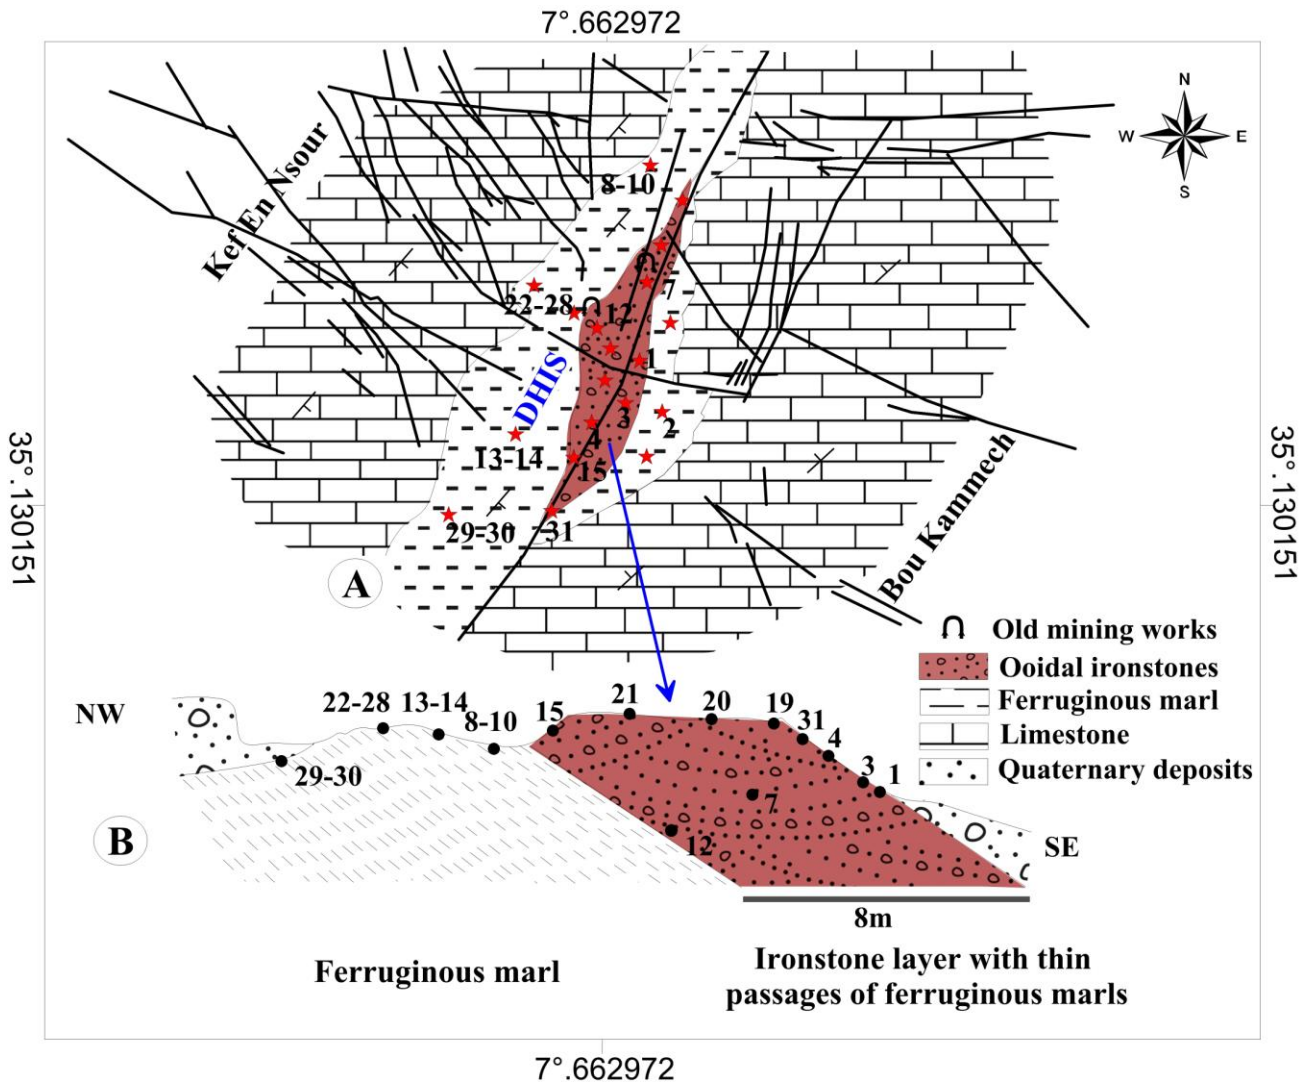 7°.662972
N
W
E
S
Kef En Nsour
8-10
7
22-28
12
1
DHIS
3
2
4
13-14
15
29-30
31
35°.130151
35°.130151
Bou Kammech
A
Old mining works
Ooidal ironstones
Ferruginous marl
Limestone
Quaternary deposits
NW
22-28
13-14
8-10
15
21
20
19
31
4
3
1
29-30
7
12
B
SE
8m
Ferruginous marl
Ironstone layer with thin
passages of ferruginous marls
7°.662972